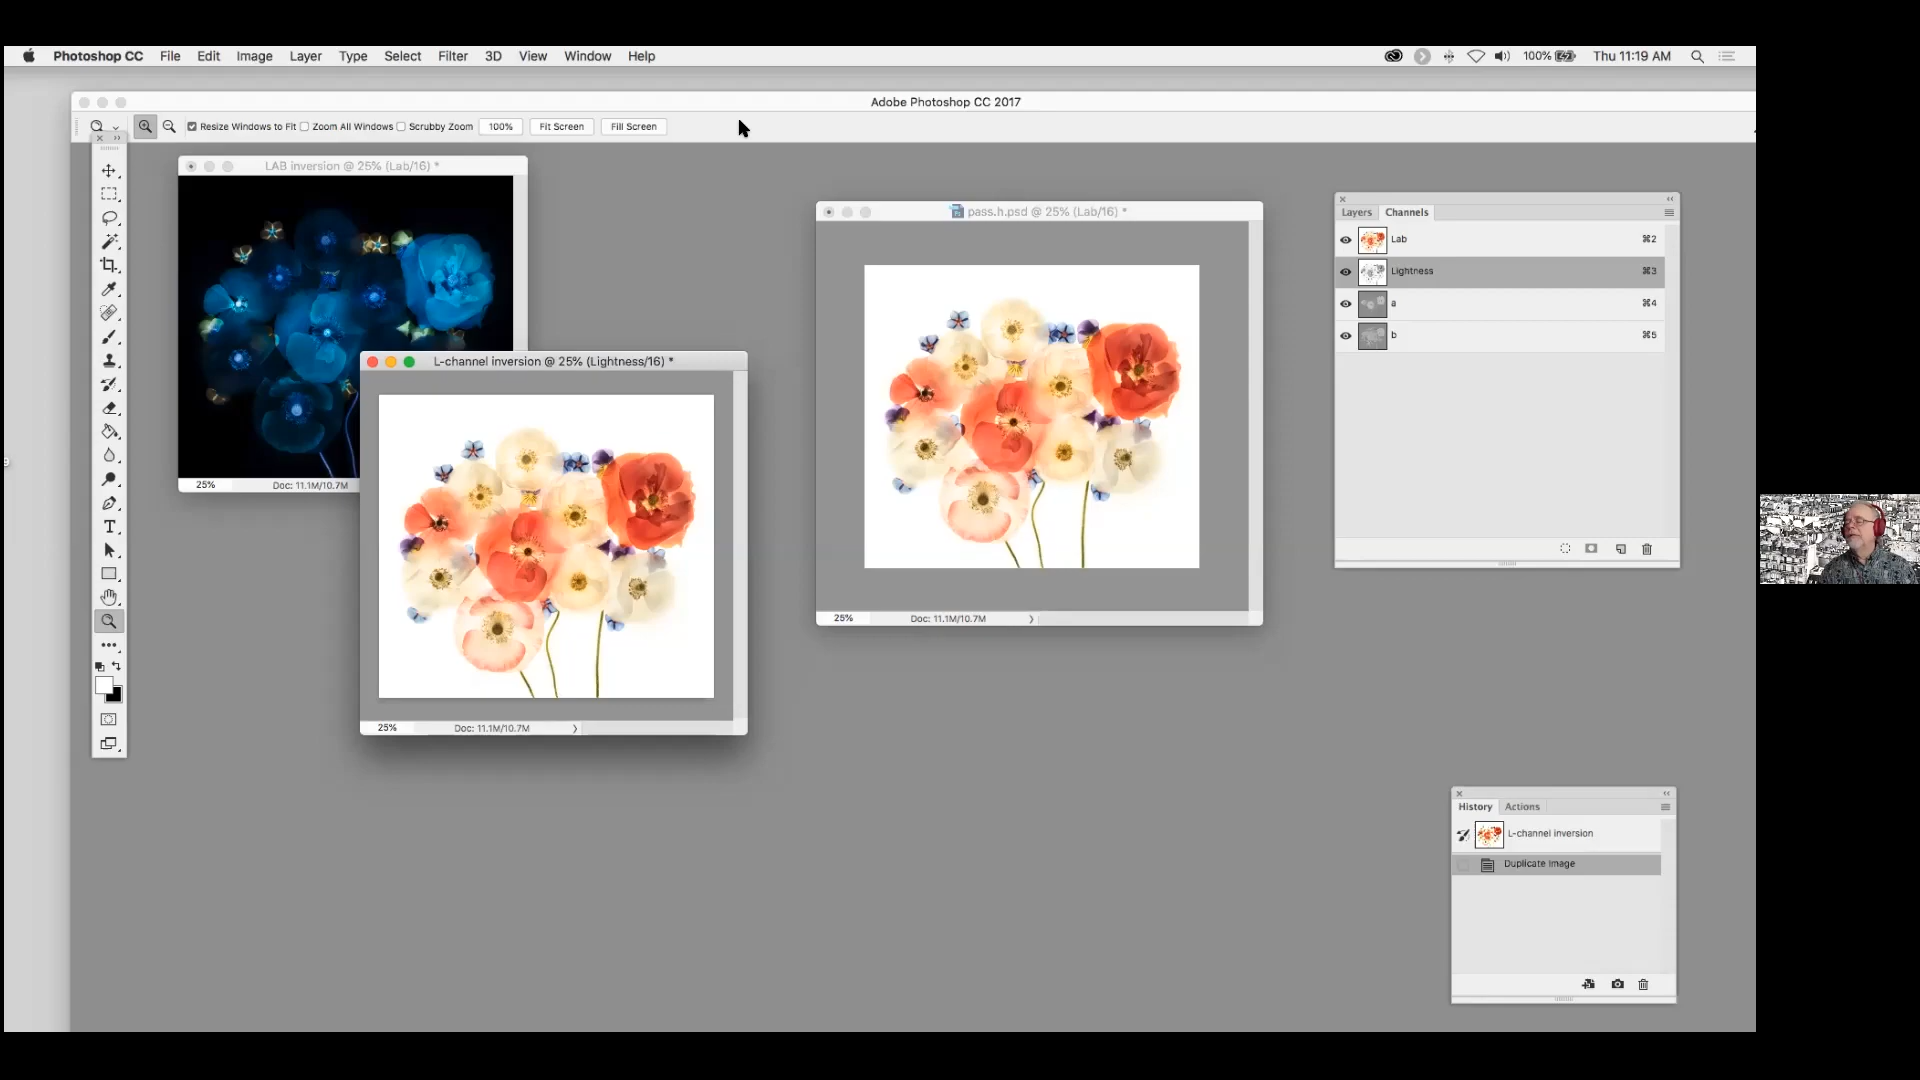 Photoshop CC File Edit Image Layer Type Select Filter 3D View Window Help 100% Thu 11:19 AM
Adobe Photoshop CC 2017
Resize Windows to Fit Zoom All Windows Scrubby Zoom 100% Fit Screen Fill Screen
LAB inversion @ 25% (Lab/16) *
25% Doc: 11.1M/10.7M
L-channel inversion @ 25% (Lightness/16) *
25% Doc: 11.1M/10.7M
pass.h.psd @ 25% (Lab/16) *
25% Doc: 11.1M/10.7M
Layers Channels
Lab ⌘2
Lightness ⌘3
a ⌘4
b ⌘5
History Actions
L-channel inversion
Duplicate Image